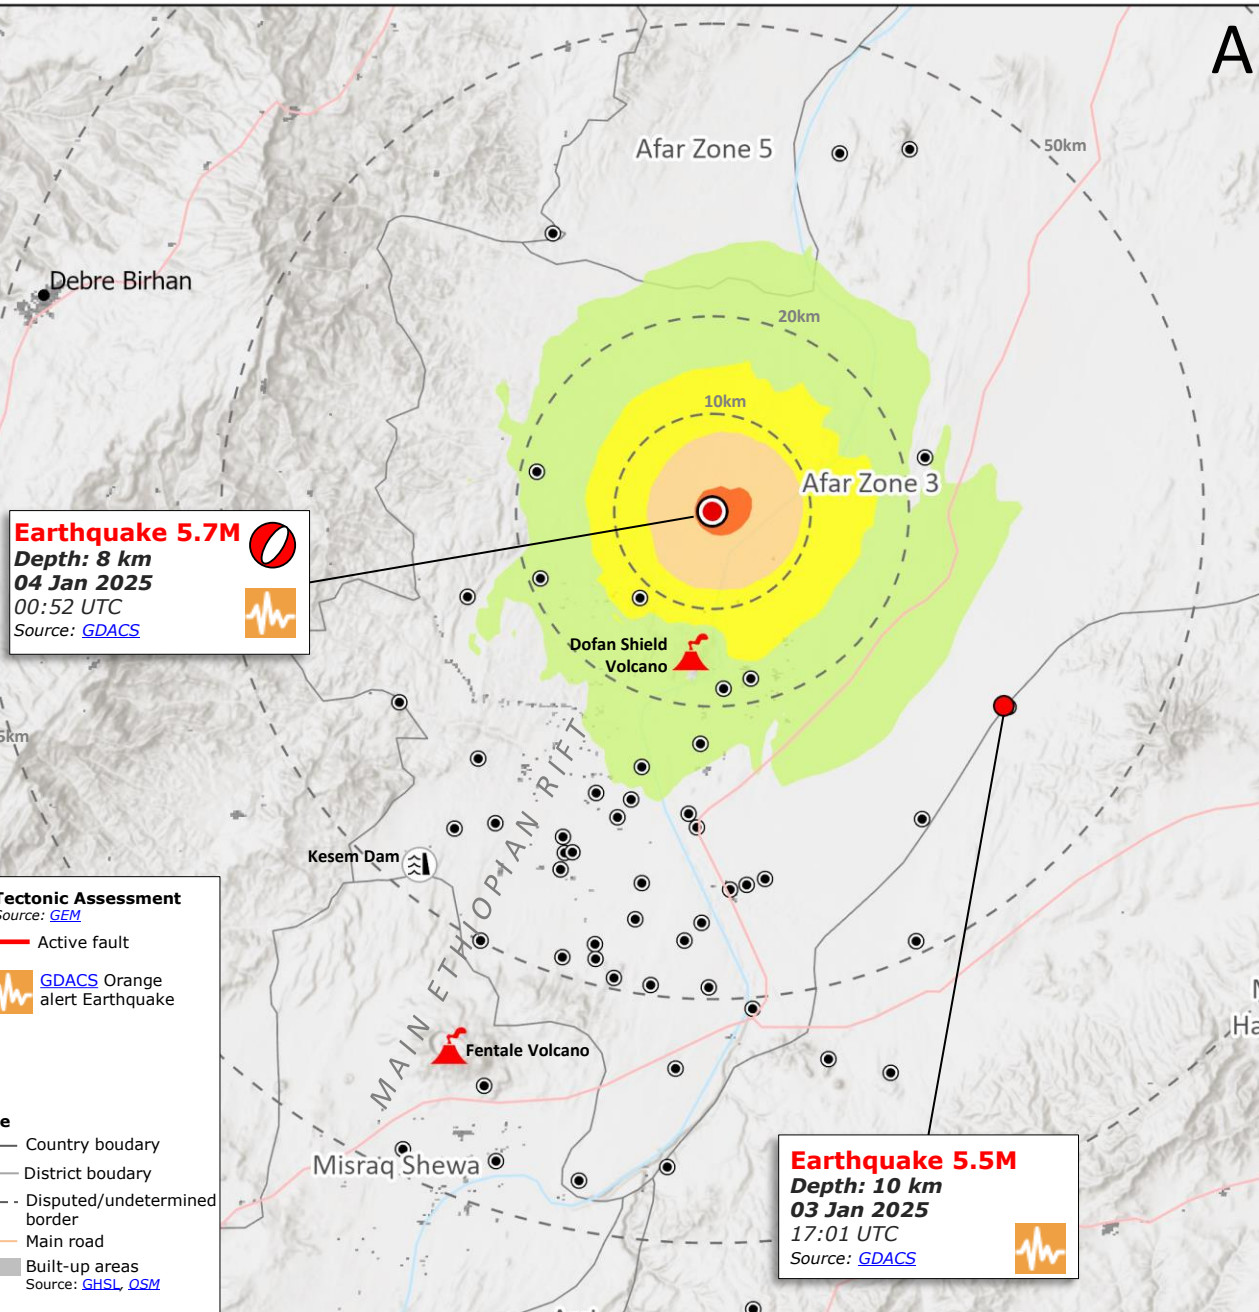 A
Afar Zone 5
50km
Debre Birhan
20km
10km
Afar Zone 3
Earthquake 5.7M
Depth: 8 km
04 Jan 2025
00:52 UTC
Source: GDACS
Dofan Shield
Volcano
5km
MAIN ETHIOPIAN RIFT
Kesem Dam
Tectonic Assessment
Source: GEM
Active fault
GDACS Orange
alert Earthquake
Ha
Fentale Volcano
Misraq Shewa
e
Country boudary
District boudary
Disputed/undetermined
border
Main road
Built-up areas
Source: GHSL, OSM
Earthquake 5.5M
Depth: 10 km
03 Jan 2025
17:01 UTC
Source: GDACS